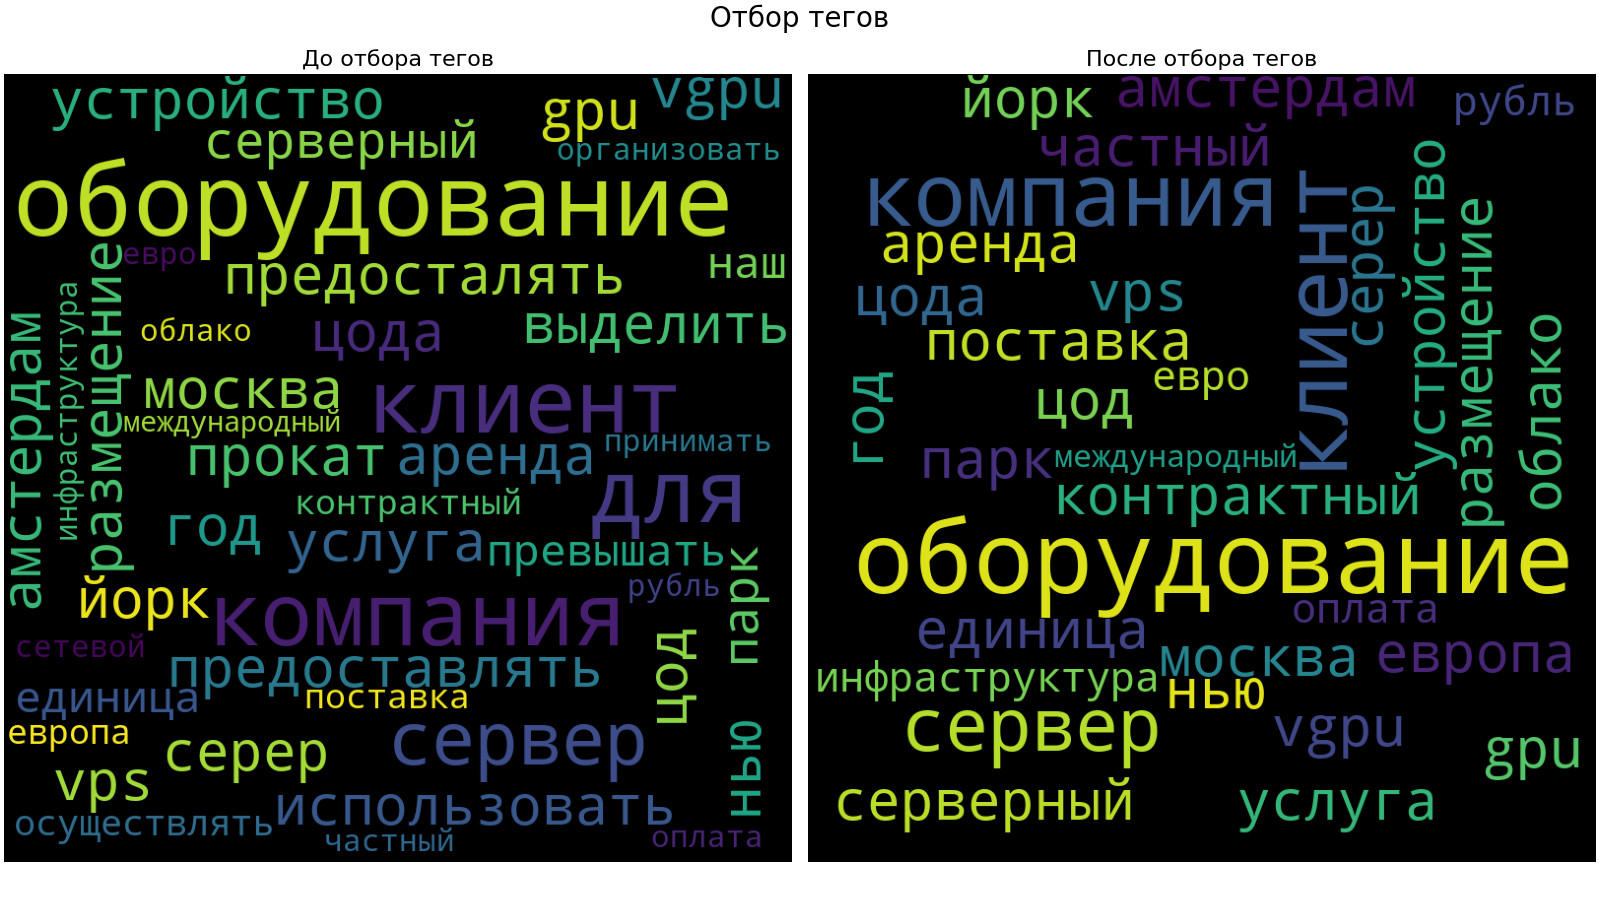 Отбор тегов
До отбора тегов
устройство
gpu
vgpu
серверный
организовать
оборудование
евро
предосталять
наш
амстердам
инфраструктура
размещение
облако
цода
выделить
москва
клиент
международный
прокат
аренда
принимать
для
контрактный
год
услуга
превышать
парк
йорк
компания
рубль
сетевой
предоставлять
цод
единица
поставка
европа
серер
сервер
нью
vps
использовать
осуществлять
частный
оплата
После отбора тегов
йорк
амстердам
рубль
частный
компания
клиент
серер
устройство
размещение
аренда
цода
vps
поставка
облако
год
цод
евро
парк
международный
контрактный
оборудование
оплата
единица
москва
европа
инфраструктура
нью
сервер
vgpu
gpu
серверный
услуга